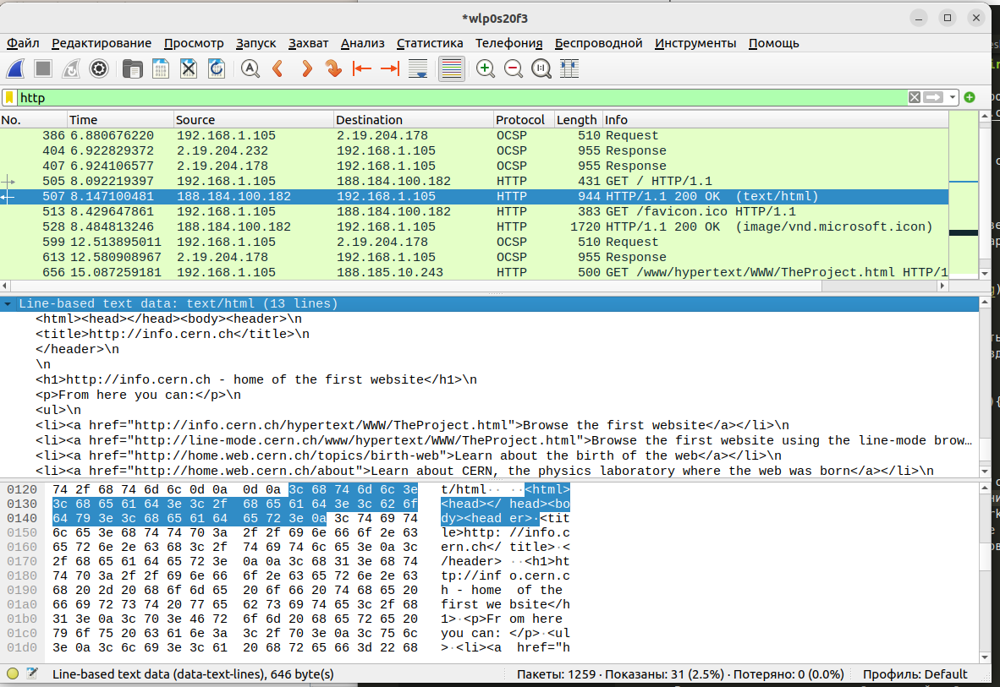 *wlp0s20f3
Файл Редактирование Просмотр Запуск Захват Анализ Статистика Телефония Беспроводной Инструменты Помощь
http
No. Time Source Destination Protocol Length Info
386 6.880676220 192.168.1.105 2.19.204.178 OCSP 510 Request
404 6.922829372 2.19.204.232 192.168.1.105 OCSP 955 Response
407 6.924106577 2.19.204.178 192.168.1.105 OCSP 955 Response
505 8.092219397 192.168.1.105 188.184.100.182 HTTP 431 GET / HTTP/1.1
507 8.147100481 188.184.100.182 192.168.1.105 HTTP 944 HTTP/1.1 200 OK (text/html)
513 8.429647861 192.168.1.105 188.184.100.182 HTTP 383 GET /favicon.ico HTTP/1.1
528 8.484813246 188.184.100.182 192.168.1.105 HTTP 1720 HTTP/1.1 200 OK (image/vnd.microsoft.icon)
599 12.513895011 192.168.1.105 2.19.204.178 OCSP 510 Request
613 12.580908967 2.19.204.178 192.168.1.105 OCSP 955 Response
656 15.087259181 192.168.1.105 188.185.10.243 HTTP 500 GET /www/hypertext/WWW/TheProject.html HTTP/1
Line-based text data: text/html (13 lines)
<html><head></head><body><header>\n
<title>http://info.cern.ch</title>\n
</header>\n
\n
<h1>http://info.cern.ch - home of the first website</h1>\n
<p>From here you can:</p>\n
<ul>\n
<li><a href="http://info.cern.ch/hypertext/WWW/TheProject.html">Browse the first website</a></li>\n
<li><a href="http://line-mode.cern.ch/www/hypertext/WWW/TheProject.html">Browse the first website using the line-mode brow…
<li><a href="http://home.web.cern.ch/topics/birth-web">Learn about the birth of the web</a></li>\n
<li><a href="http://home.web.cern.ch/about">Learn about CERN, the physics laboratory where the web was born</a></li>\n
0120 74 2f 68 74 6d 6c 0d 0a 0d 0a 3c 68 74 6d 6c 3e t/html·· ··<html>
0130 3c 68 65 61 64 3e 3c 2f 68 65 61 64 3e 3c 62 6f <head></ head><bo
0140 64 79 3e 3c 68 65 61 64 65 72 3e 0a 3c 74 69 74 dy><head er>·<tit
0150 6c 65 3e 68 74 74 70 3a 2f 2f 69 6e 66 6f 2e 63 le>http: //info.c
0160 65 72 6e 2e 63 68 3c 2f 74 69 74 6c 65 3e 0a 3c ern.ch</ title>·<
0170 2f 68 65 61 64 65 72 3e 0a 0a 3c 68 31 3e 68 74 /header> ··<h1>ht
0180 74 70 3a 2f 2f 69 6e 66 6f 2e 63 65 72 6e 2e 63 tp://inf o.cern.c
0190 68 20 2d 20 68 6f 6d 65 20 6f 66 20 74 68 65 20 h - home of the
01a0 66 69 72 73 74 20 77 65 62 73 69 74 65 3c 2f 68 first we bsite</h
01b0 31 3e 0a 3c 70 3e 46 72 6f 6d 20 68 65 72 65 20 1>·<p>Fr om here
01c0 79 6f 75 20 63 61 6e 3a 3c 2f 70 3e 0a 3c 75 6c you can: </p>·<ul
01d0 3e 0a 3c 6c 69 3e 3c 61 20 68 72 65 66 3d 22 68 >·<li><a href="h
Line-based text data (data-text-lines), 646 byte(s) Пакеты: 1259 · Показаны: 31 (2.5%) · Потеряно: 0 (0.0%) Профиль: Default